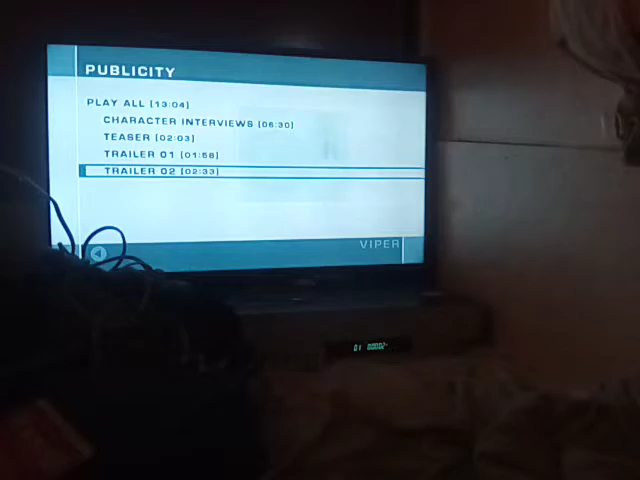 PUBLICITY
PLAY ALL [13:04]
CHARACTER INTERVIEWS [06:30]
TEASER [02:03]
TRAILER 01 [01:58]
TRAILER 02 [02:33]
VIPER